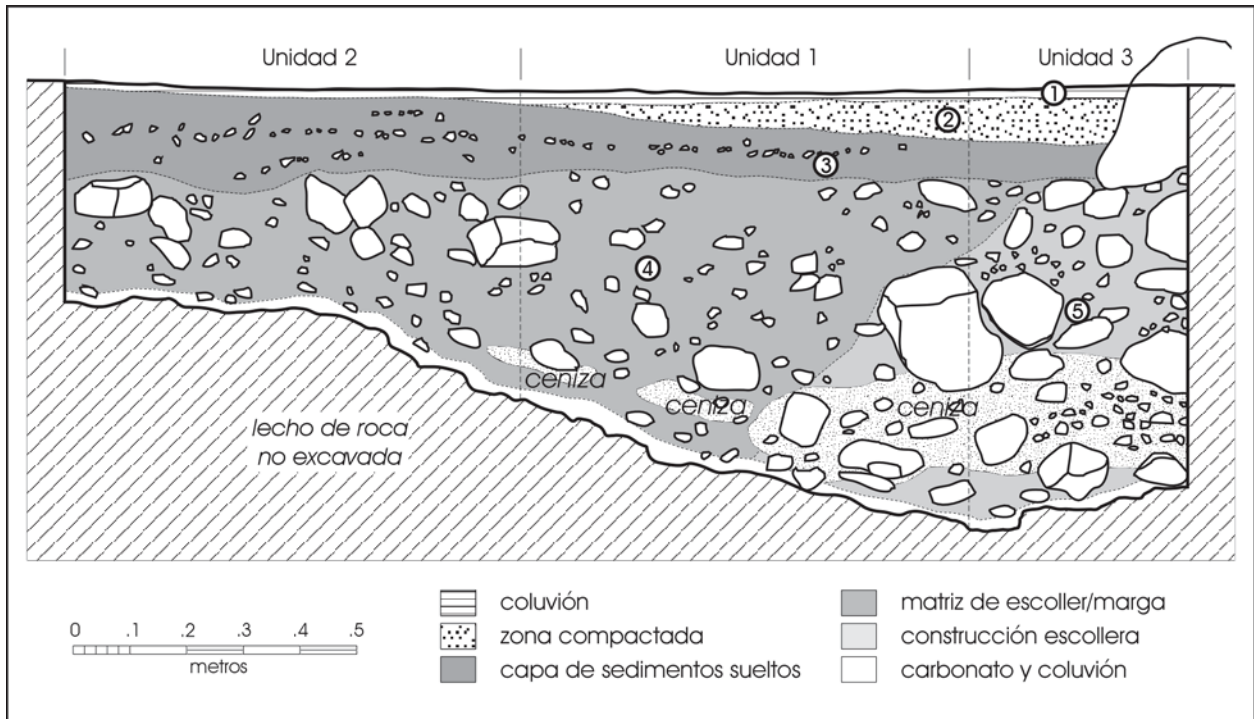 Unidad 2
Unidad 1
Unidad 3
1
2
3
4
5
ceniza
ceniza
ceniza
lecho de roca
no excavada
0 .1 .2 .3 .4 .5
metros
coluvión
zona compactada
capa de sedimentos sueltos
matriz de escoller/marga
construcción escollera
carbonato y coluvión